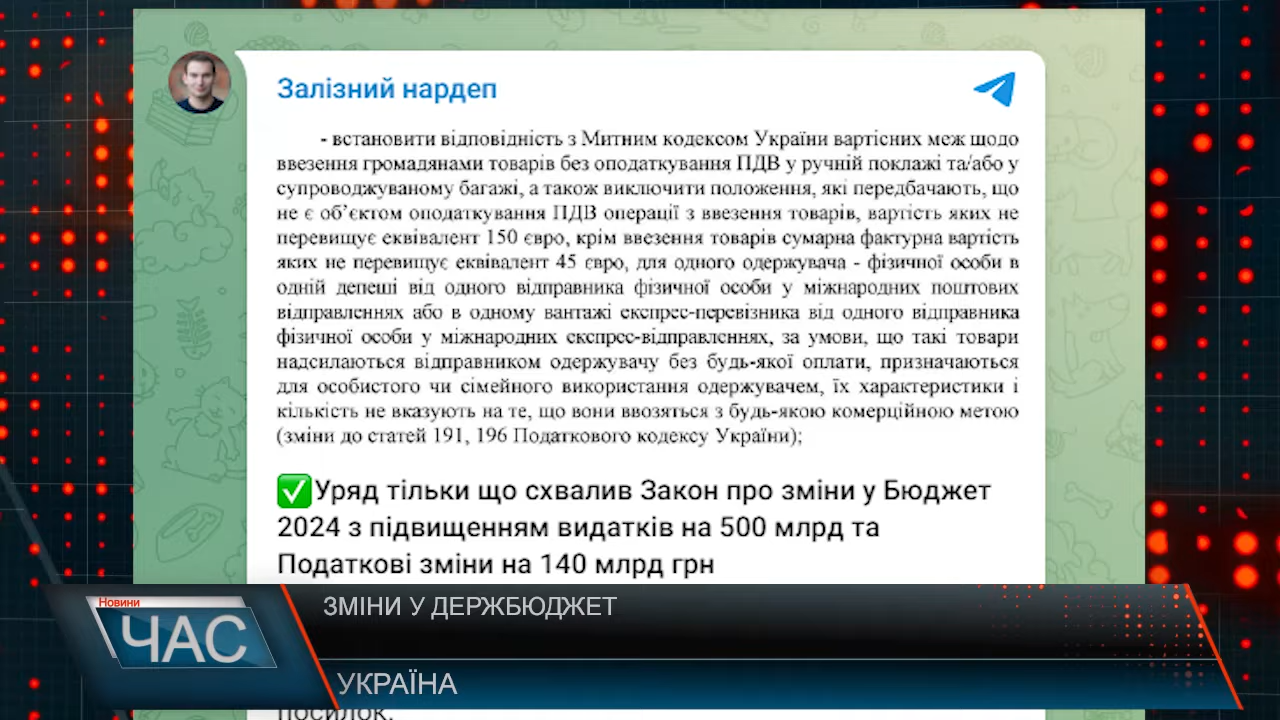 Залізний нардеп
- встановити відповідність з Митним кодексом України вартісних меж щодо
ввезення громадянами товарів без оподаткування ПДВ у ручній поклажі та/або у
супроводжуваному багажі, а також виключити положення, які передбачають, що
не є об’єктом оподаткування ПДВ операції з ввезення товарів, вартість яких не
перевищує еквівалент 150 євро, крім ввезення товарів сумарна фактурна вартість
яких не перевищує еквівалент 45 євро, для одного одержувача - фізичної особи в
одній депеші від одного відправника фізичної особи у міжнародних поштових
відправленнях або в одному вантажі експрес-перевізника від одного відправника
фізичної особи у міжнародних експрес-відправленнях, за умови, що такі товари
надсилаються відправником одержувачу без будь-якої оплати, призначаються
для особистого чи сімейного використання одержувачем, їх характеристики і
кількість не вказують на те, що вони ввозяться з будь-якою комерційною метою
(зміни до статей 191, 196 Податкового кодексу України);
✅Уряд тільки що схвалив Закон про зміни у Бюджет
2024 з підвищенням видатків на 500 млрд та
Податкові зміни на 140 млрд грн
Новини
ЧАС
ЗМІНИ У ДЕРЖБЮДЖЕТ
УКРАЇНА
посилок.